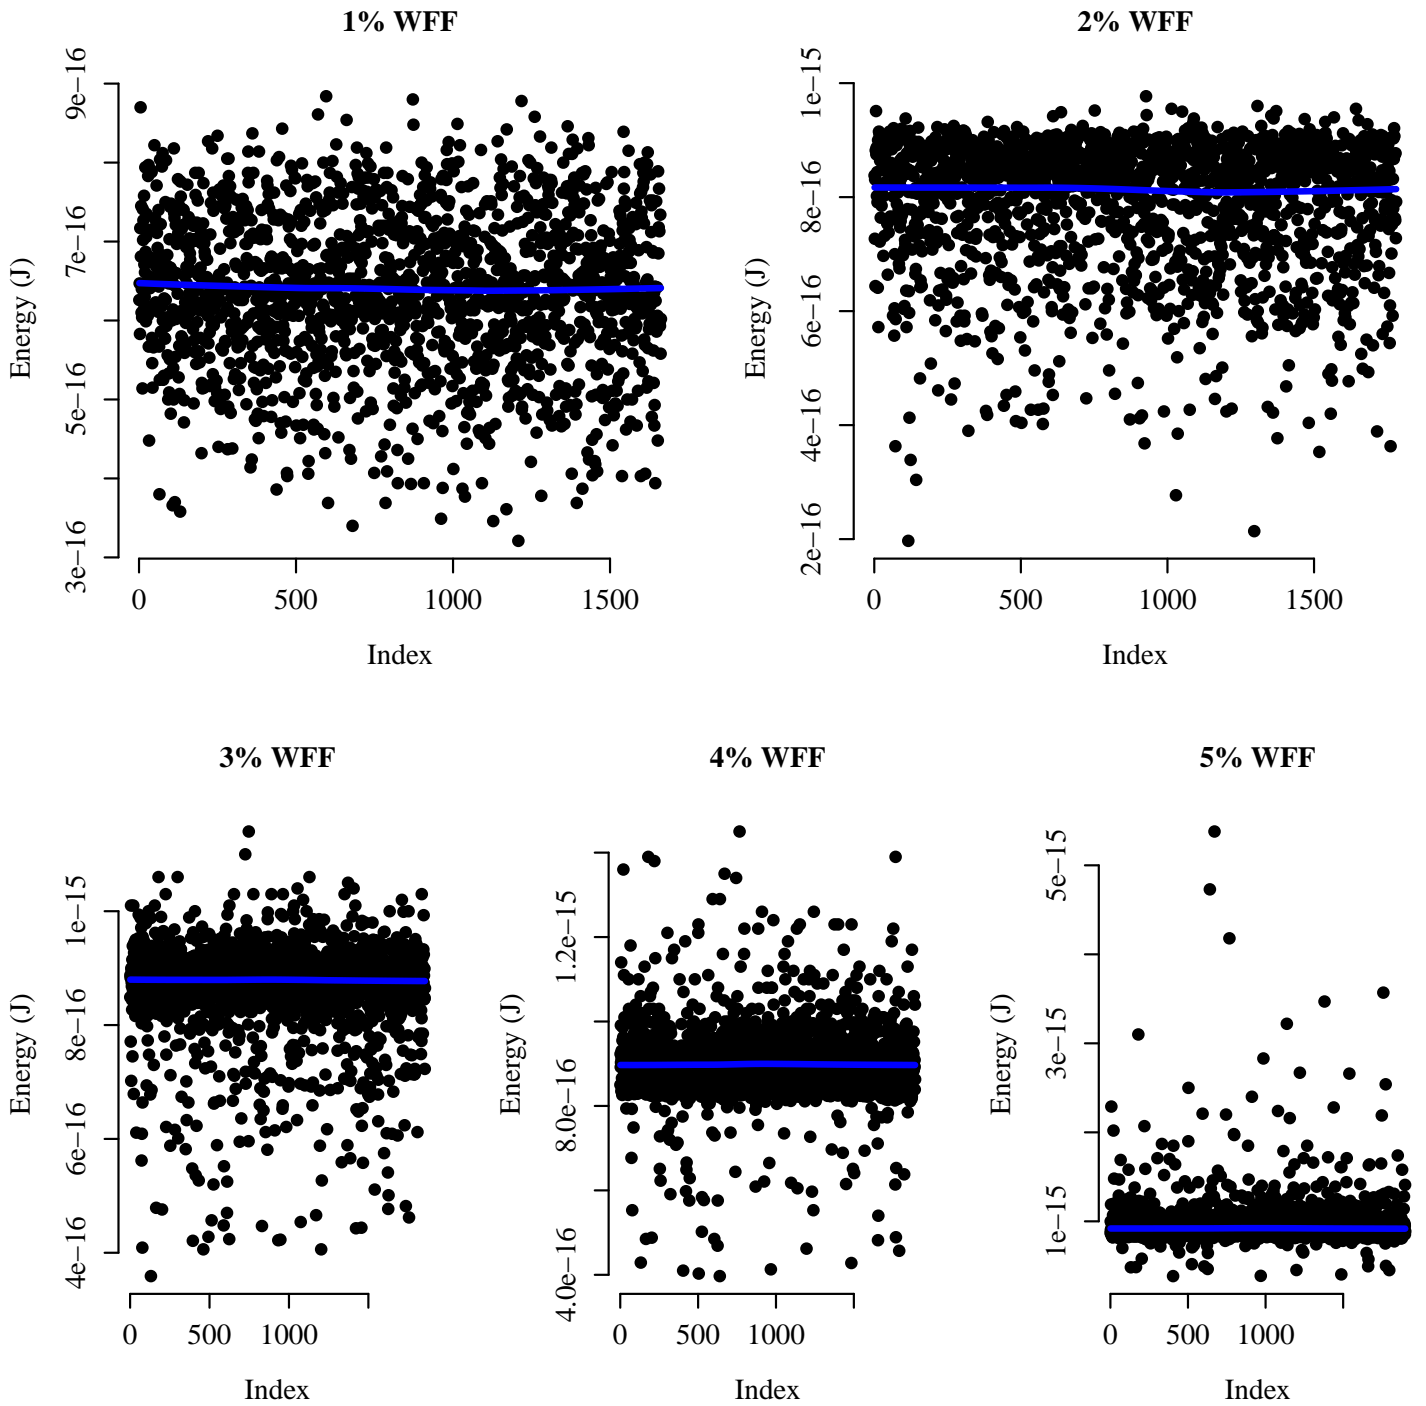 1% WFF
2% WFF
9e−16
7e−16
5e−16
3e−16
Energy (J)
0 500 1000 1500
Index
1e−15
8e−16
6e−16
4e−16
2e−16
Energy (J)
0 500 1000 1500
Index
3% WFF
4% WFF
5% WFF
1e−15
8e−16
6e−16
4e−16
Energy (J)
0 500 1000
Index
1.2e−15
8.0e−16
4.0e−16
Energy (J)
0 500 1000
Index
5e−15
3e−15
1e−15
Energy (J)
0 500 1000
Index